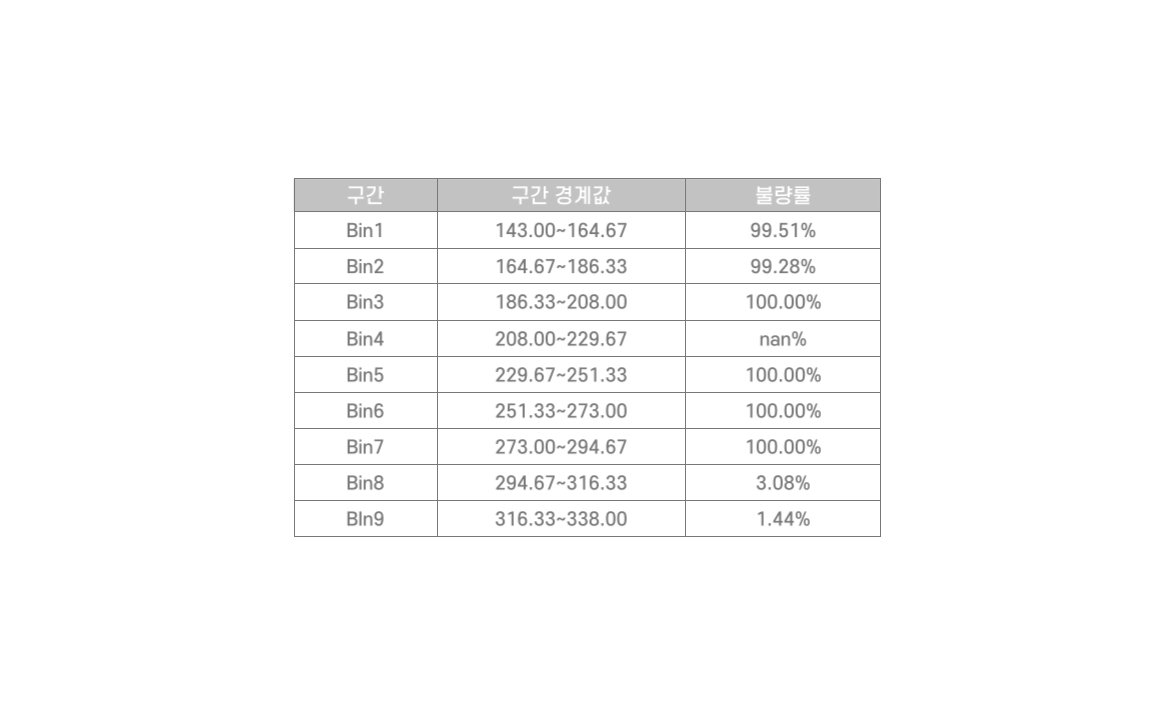 구간 구간 경계값 불량률
Bin1 143.00~164.67 99.51%
Bin2 164.67~186.33 99.28%
Bin3 186.33~208.00 100.00%
Bin4 208.00~229.67 nan%
Bin5 229.67~251.33 100.00%
Bin6 251.33~273.00 100.00%
Bin7 273.00~294.67 100.00%
Bin8 294.67~316.33 3.08%
BIn9 316.33~338.00 1.44%